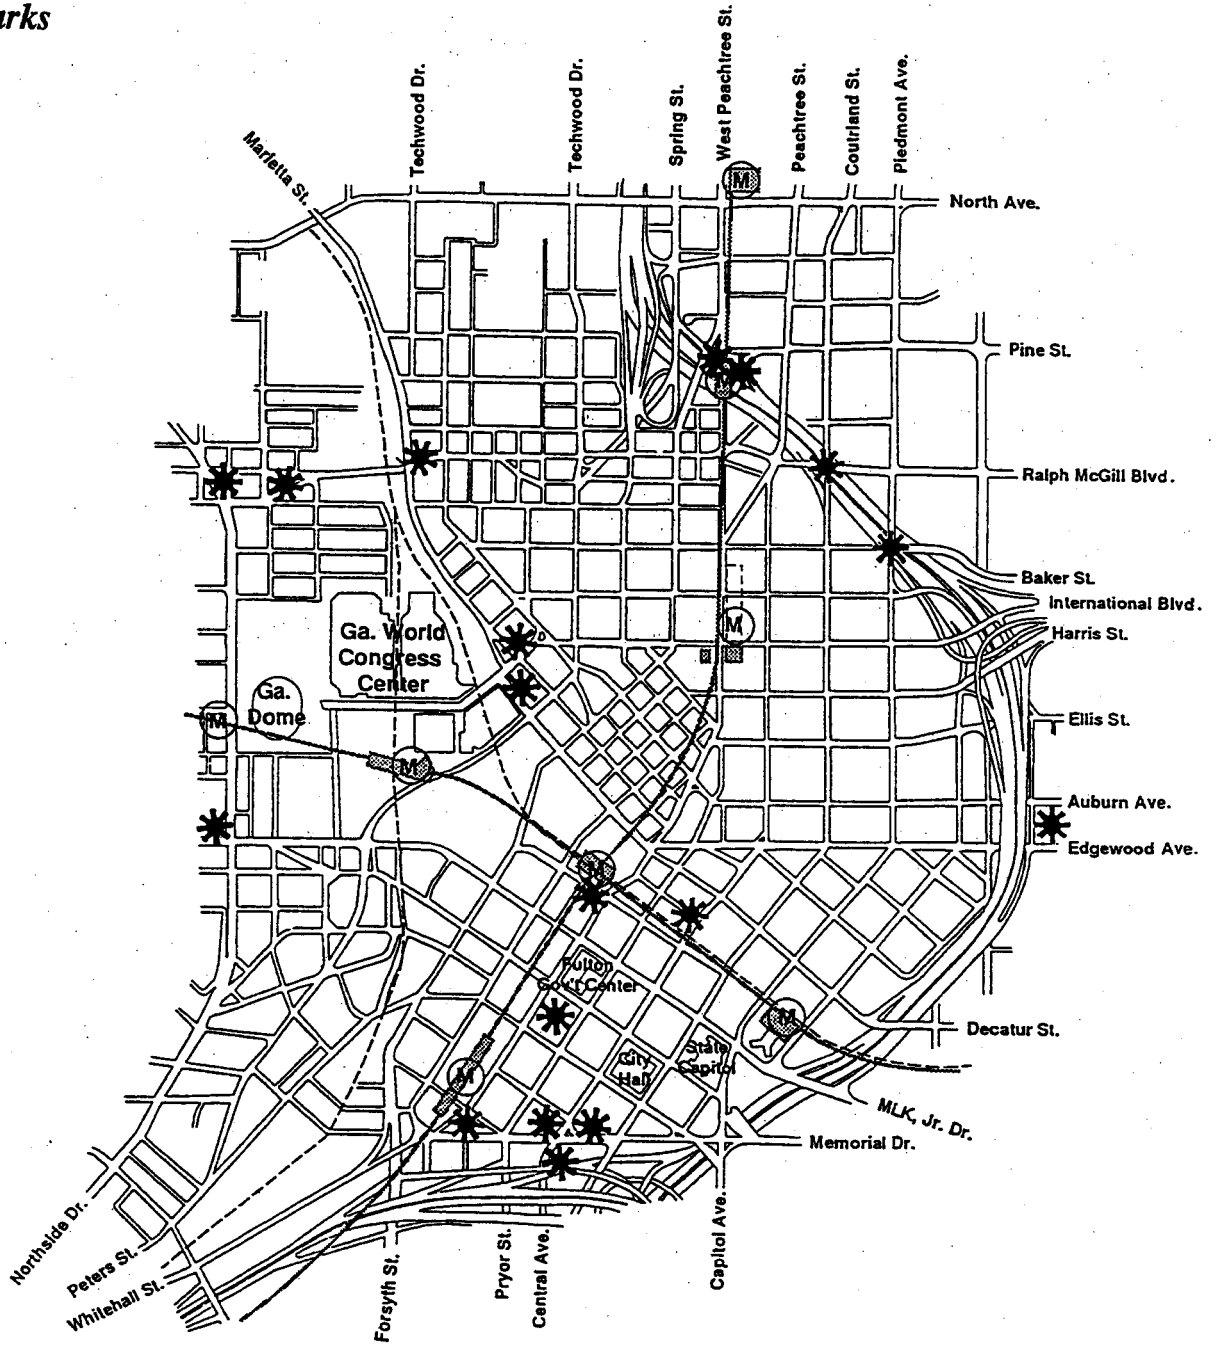 arks
Marietta St.
Techwood Dr.
Techwood Dr.
Spring St.
West Peachtree St.
Peachtree St.
Coutrland St.
Piedmont Ave.
M
North Ave.
Pine St.
M
Ralph McGill Blvd.
Baker St.
International Blvd.
Harris St.
M
Ga. World
Congress
Center
D
Ga.
Dome
M
Ellis St.
M
Auburn Ave.
Edgewood Ave.
M
Fulton
Gov't Center
M
Decatur St.
State
Capitol
City
Hall
M
MLK, Jr. Dr.
Memorial Dr.
Northside Dr.
Peters St.
Whitehall St.
Forsyth St.
Pryor St.
Central Ave.
Capitol Ave.